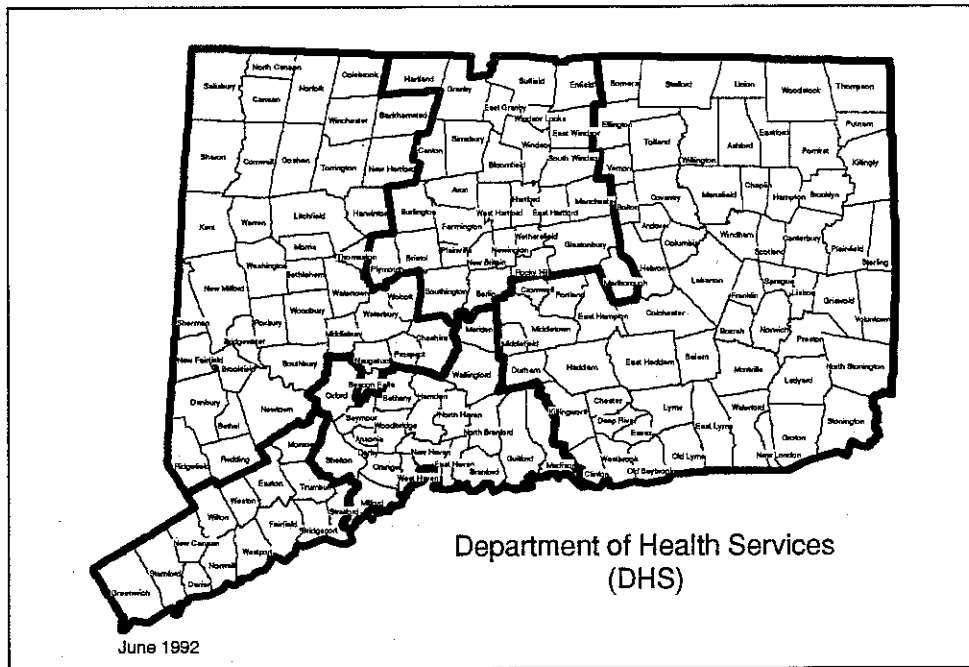 North Canaan
Colebrook
Hartland
Suffield
Enfield
Somers
Stafford
Union
Woodstock
Thompson
Salisbury
Canaan
Norfolk
Granby
East Granby
Windsor Locks
Winchester
Barkhamsted
Putnam
Eastford
East Windsor
Ellington
Sharon
Cornwall
Goshen
Torrington
New Hartford
Canton
Simsbury
Bloomfield
Windsor
South Windsor
Vernon
Tolland
Willington
Ashford
Pomfret
Killingly
Avon
Hartford
Manchester
Bolton
Coventry
Mansfield
Chaplin
Hampton
Brooklyn
Kent
Warren
Litchfield
Harwinton
Burlington
West Hartford
East Hartford
Farmington
Andover
Columbia
Windham
Scotland
Canterbury
Plainfield
Sterling
Morris
Thomaston
Plymouth
Bristol
Plainville
Newington
Wethersfield
Glastonbury
New Britain
Rocky Hill
Hebron
Marlborough
Lebanon
Washington
Bethlehem
Watertown
Wolcott
Southington
Berlin
Cromwell
Portland
East Hampton
Colchester
Franklin
Sprague
Lisbon
Griswold
Voluntown
New Milford
Woodbury
Waterbury
Sherman
Roxbury
Bridgewater
Middlebury
Cheshire
Meriden
Middletown
Middlefield
Bozrah
Norwich
Preston
New Fairfield
Brookfield
Southbury
Naugatuck
Prospect
Wallingford
Durham
Haddam
East Haddam
Salem
Montville
Ledyard
North Stonington
Danbury
Bethel
Newtown
Oxford
Beacon Falls
Bethany
Hamden
North Haven
Killingworth
Chester
Deep River
Essex
Lyme
East Lyme
Waterford
Groton
Stonington
Seymour
Woodbridge
Ansonia
Derby
North Branford
Guilford
Ridgefield
Redding
Monroe
Shelton
Orange
New Haven
East Haven
West Haven
Branford
Madison
Clinton
Westbrook
Old Saybrook
Old Lyme
New London
Easton
Trumbull
Stratford
Milford
Weston
Wilton
Fairfield
Bridgeport
New Canaan
Westport
Norwalk
Stamford
Darien
Greenwich
Department of Health Services
(DHS)
June 1992